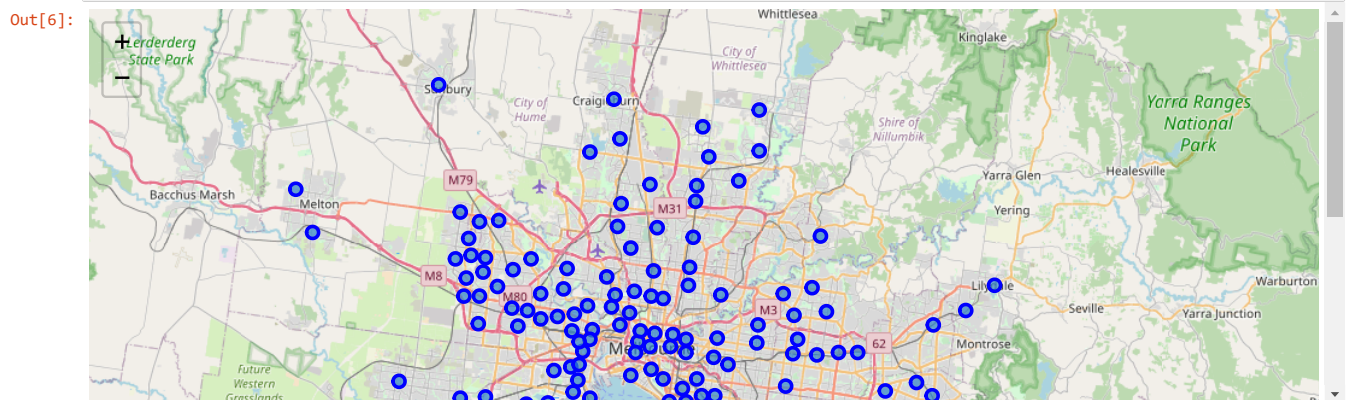 Out[6]:
Whittlesea
+
Lerderderg
State Park
Kinglake
City of
Whittlesea
−
Sunbury
City of
Hume
Craigieburn
Yarra Ranges
National
Park
Shire of
Nillumbik
M79
Bacchus Marsh
Melton
Yarra Glen
Healesville
M31
Yering
M8
M80
Lilydale
Warburton
M3
Seville
Yarra Junction
62
Montrose
Future
Western
Grasslands